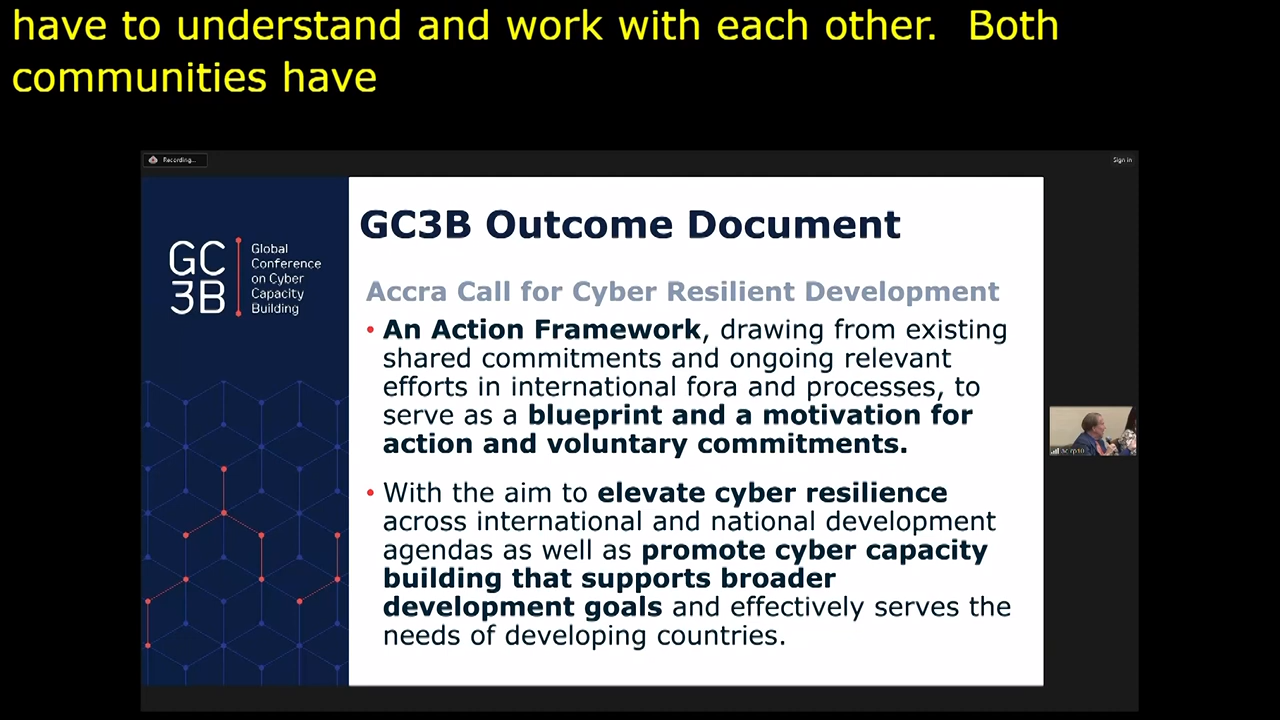 have to understand and work with each other. Both
communities have
Recording...
Sign in
GC
3B
Global
Conference
on Cyber
Capacity
Building
GC3B Outcome Document
Accra Call for Cyber Resilient Development
• An Action Framework, drawing from existing
shared commitments and ongoing relevant
efforts in international fora and processes, to
serve as a blueprint and a motivation for
action and voluntary commitments.
• With the aim to elevate cyber resilience
across international and national development
agendas as well as promote cyber capacity
building that supports broader
development goals and effectively serves the
needs of developing countries.